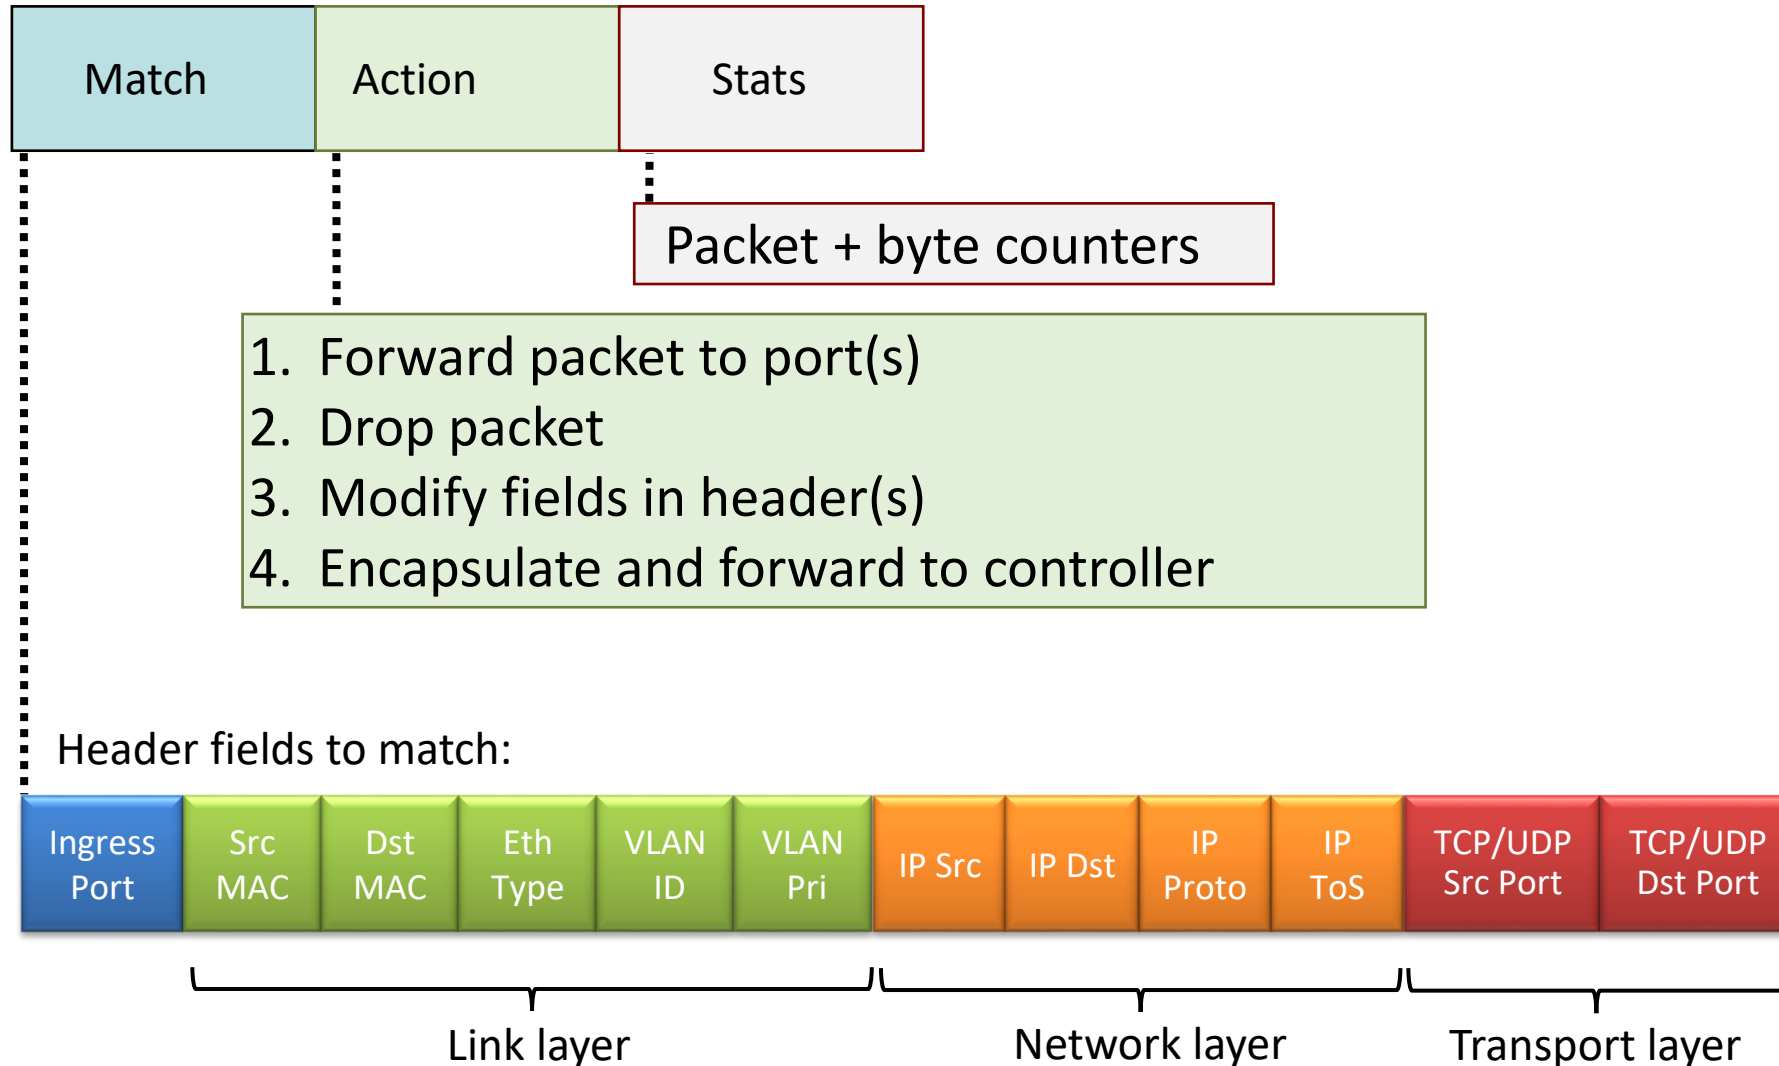 Match
Action
Stats
Packet + byte counters
1. Forward packet to port(s)
2. Drop packet
3. Modify fields in header(s)
4. Encapsulate and forward to controller
Header fields to match:
Ingress
Port
Src
MAC
Dst
MAC
Eth
Type
VLAN
ID
VLAN
Pri
IP Src
IP Dst
IP
Proto
IP
ToS
TCP/UDP
Src Port
TCP/UDP
Dst Port
Link layer
Network layer
Transport layer